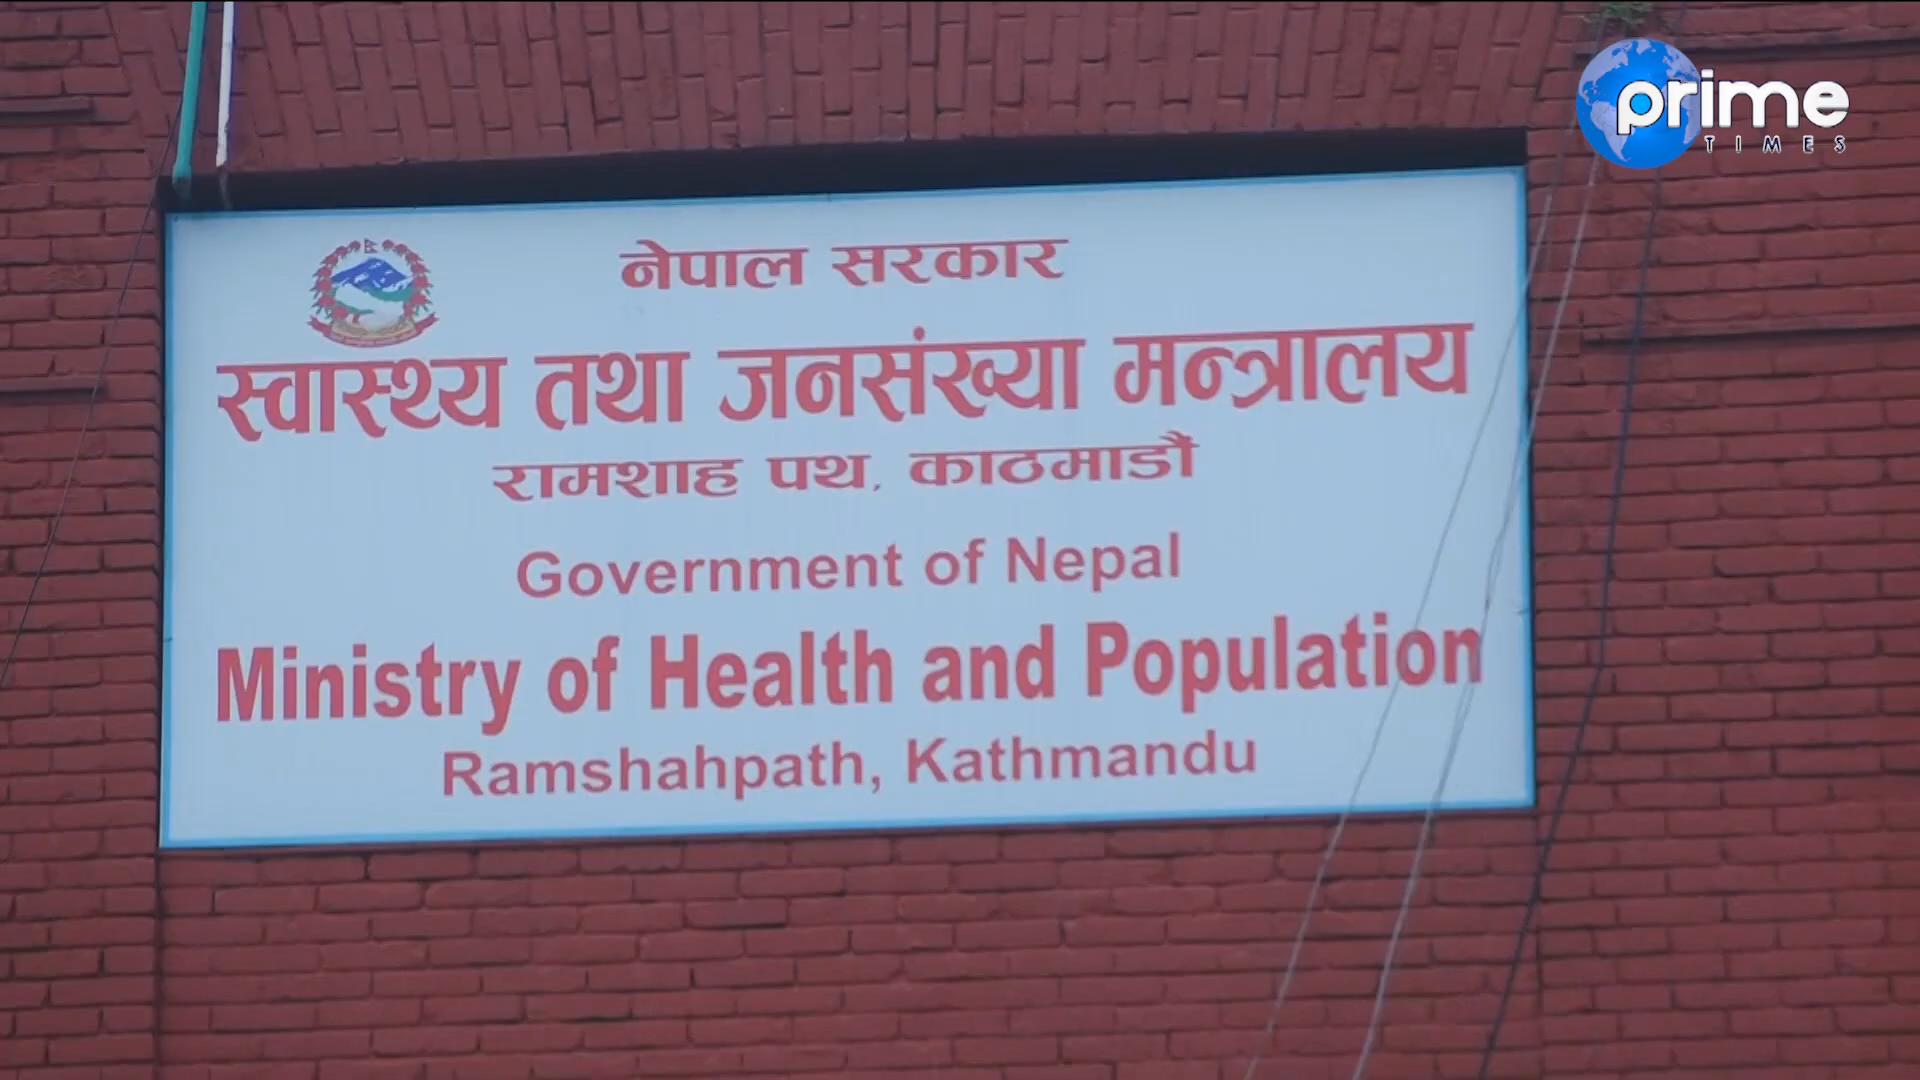 prime
TIMES
नेपाल सरकार
स्वास्थ्य तथा जनसंख्या मन्त्रालय
रामशाह पथ, काठमाडौं
Government of Nepal
Ministry of Health and Population
Ramshahpath, Kathmandu